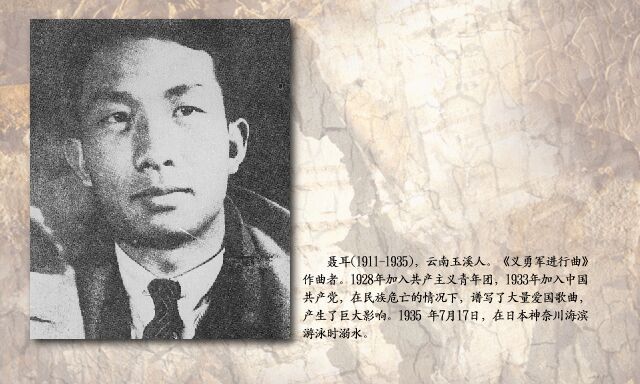 聂耳(1911-1935)，云南玉溪人。《义勇军进行曲》
作曲者。1928年加入共产主义青年团，1933年加入中国
共产党，在民族危亡的情况下，谱写了大量爱国歌曲，
产生了巨大影响。1935 年7月17日，在日本神奈川海滨
游泳时溺水。